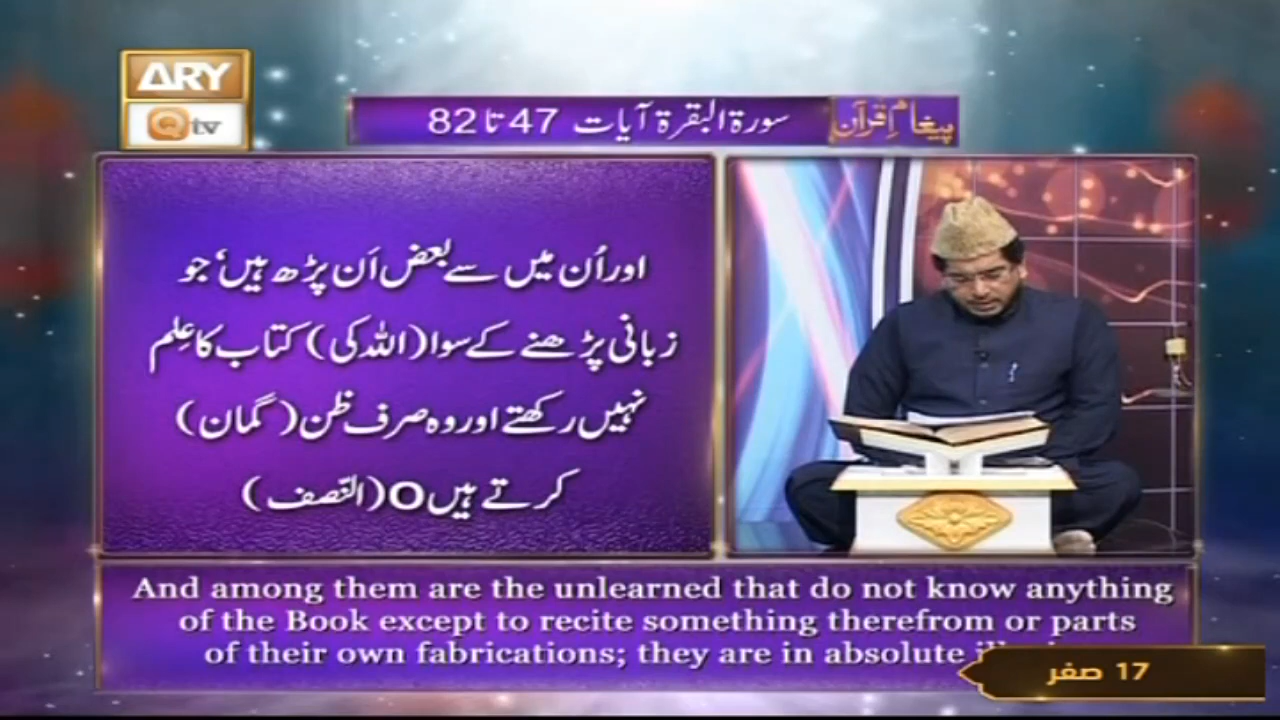 ARY
Qtv
پیغامِ قرآن
سورۃ البقرۃ آیات 47 تا 82
اور اُن میں سے بعض اَن پڑھ ہیں‘ جو
زبانی پڑھنے کے سوا (اللہ کی) کتاب کا عِلم
نہیں رکھتے اور وہ صرف ظن (گمان)
کرتے ہیں O (النّصف)
And among them are the unlearned that do not know anything
of the Book except to recite something therefrom or parts
of their own fabrications; they are in absolute
17 صفر